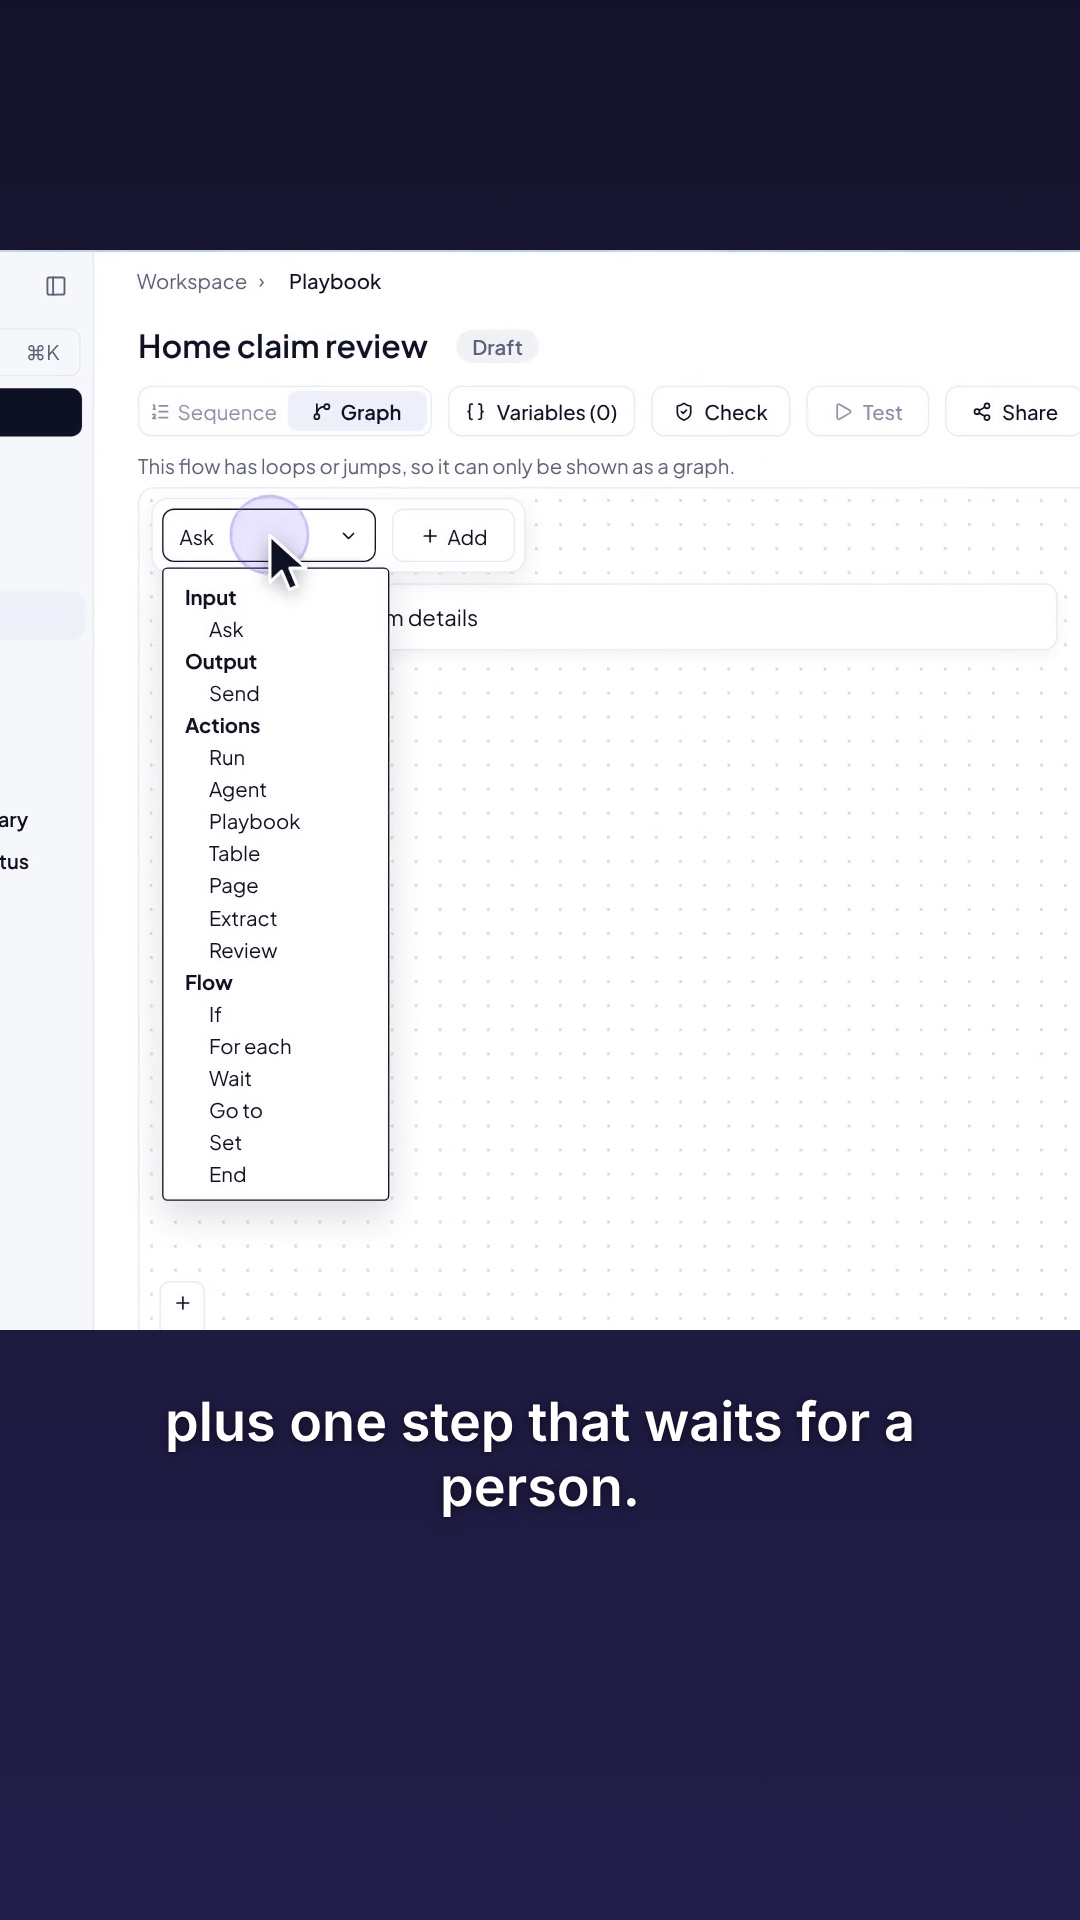 Workspace › Playbook
⌘K
Home claim review Draft
Sequence Graph {} Variables (0) Check Test Share
This flow has loops or jumps, so it can only be shown as a graph.
Ask + Add
m details
Input
Ask
Output
Send
Actions
Run
Agent
Playbook
Table
Page
Extract
Review
Flow
If
For each
Wait
Go to
Set
End
ary
tus
+
plus one step that waits for a
person.